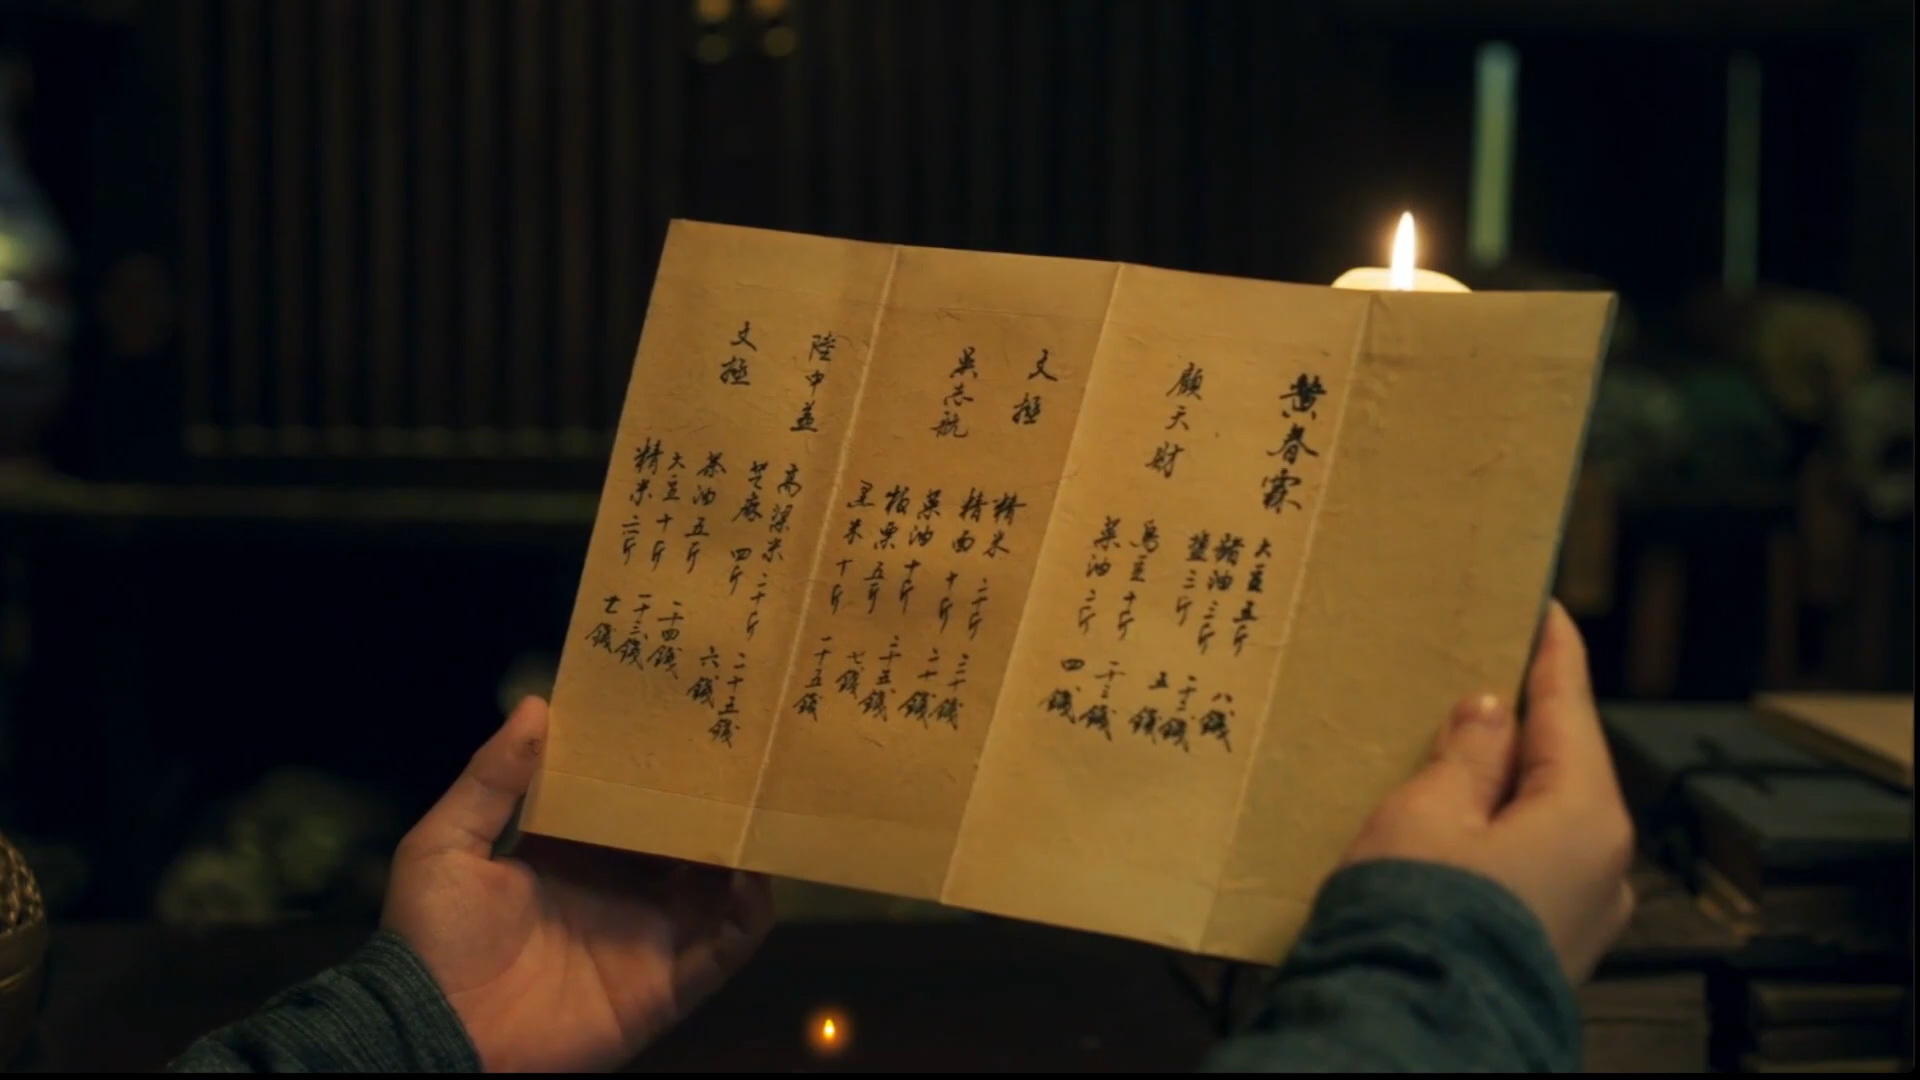 黄春霖
大豆五斤 八錢
豬油三斤 二十三錢
鹽三斤 五錢
顧天財
烏豆十斤 二十三錢
菜油二斤 四錢
文極
精米二十斤 三十錢
精面十斤 二十錢
吳志航
菜油十斤 二十五錢
板栗五斤 七錢
黑米十斤 二十五錢
陸中益
高粱米二十斤 二十五錢
芝麻四斤 六錢
文極
茶油五斤 二十四錢
大豆十斤 二十三錢
精米二斤 七錢